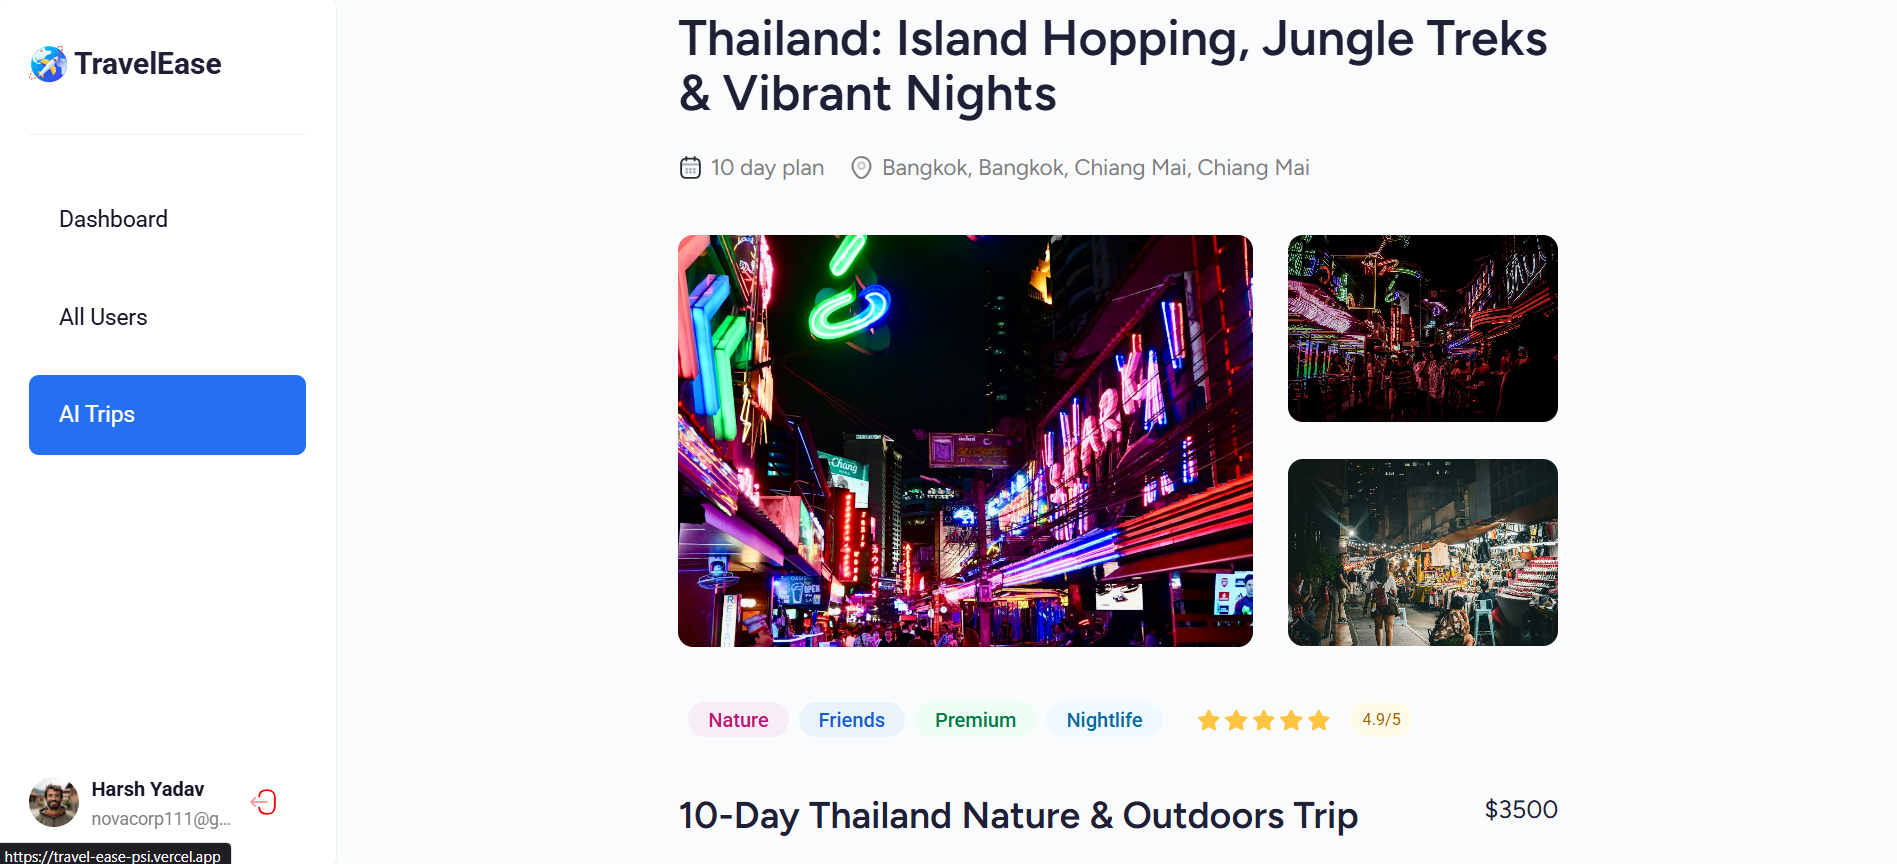 TravelEase
Dashboard
All Users
AI Trips
Harsh Yadav
novacorp111@g...
https://travel-ease-psi.vercel.app
Thailand: Island Hopping, Jungle Treks
& Vibrant Nights
10 day plan
Bangkok, Bangkok, Chiang Mai, Chiang Mai
Chang
OPEN
Nature
Friends
Premium
Nightlife
4.9/5
10-Day Thailand Nature & Outdoors Trip
$3500